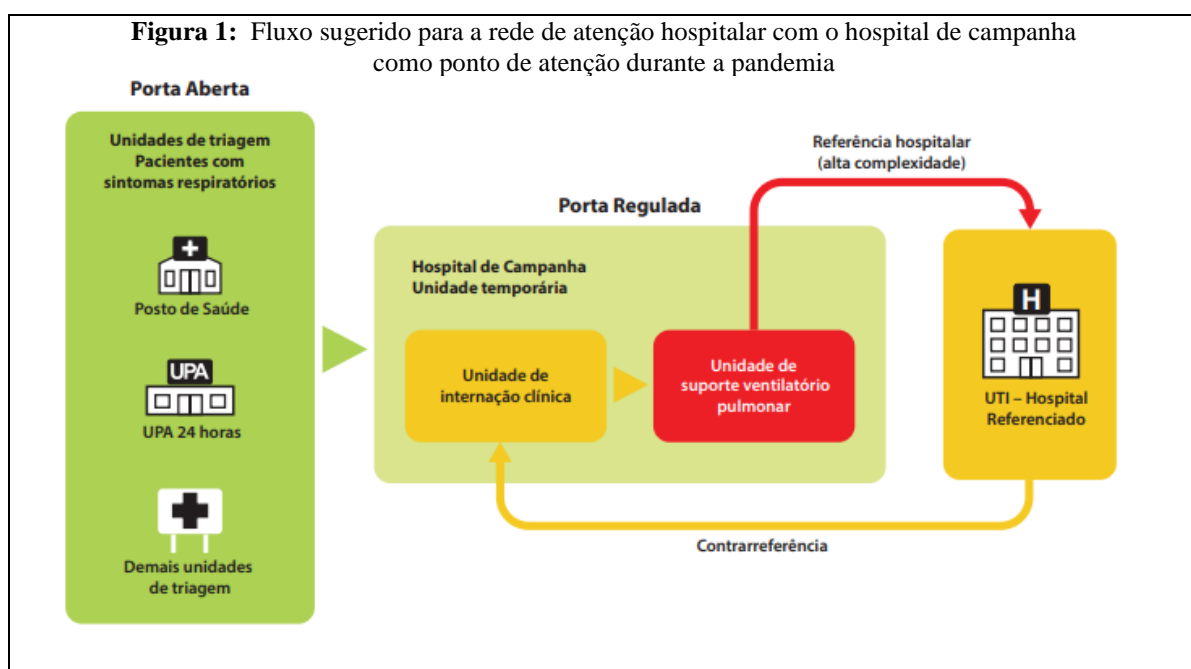 Figura 1: Fluxo sugerido para a rede de atenção hospitalar com o hospital de campanha
como ponto de atenção durante a pandemia
Porta Aberta
Unidades de triagem
Pacientes com
sintomas respiratórios
Posto de Saúde
UPA
UPA 24 horas
Demais unidades
de triagem
Porta Regulada
Hospital de Campanha
Unidade temporária
Unidade de
internação clínica
Unidade de
suporte ventilatório
pulmonar
Referência hospitalar
(alta complexidade)
H
UTI – Hospital
Referenciado
Contrarreferência